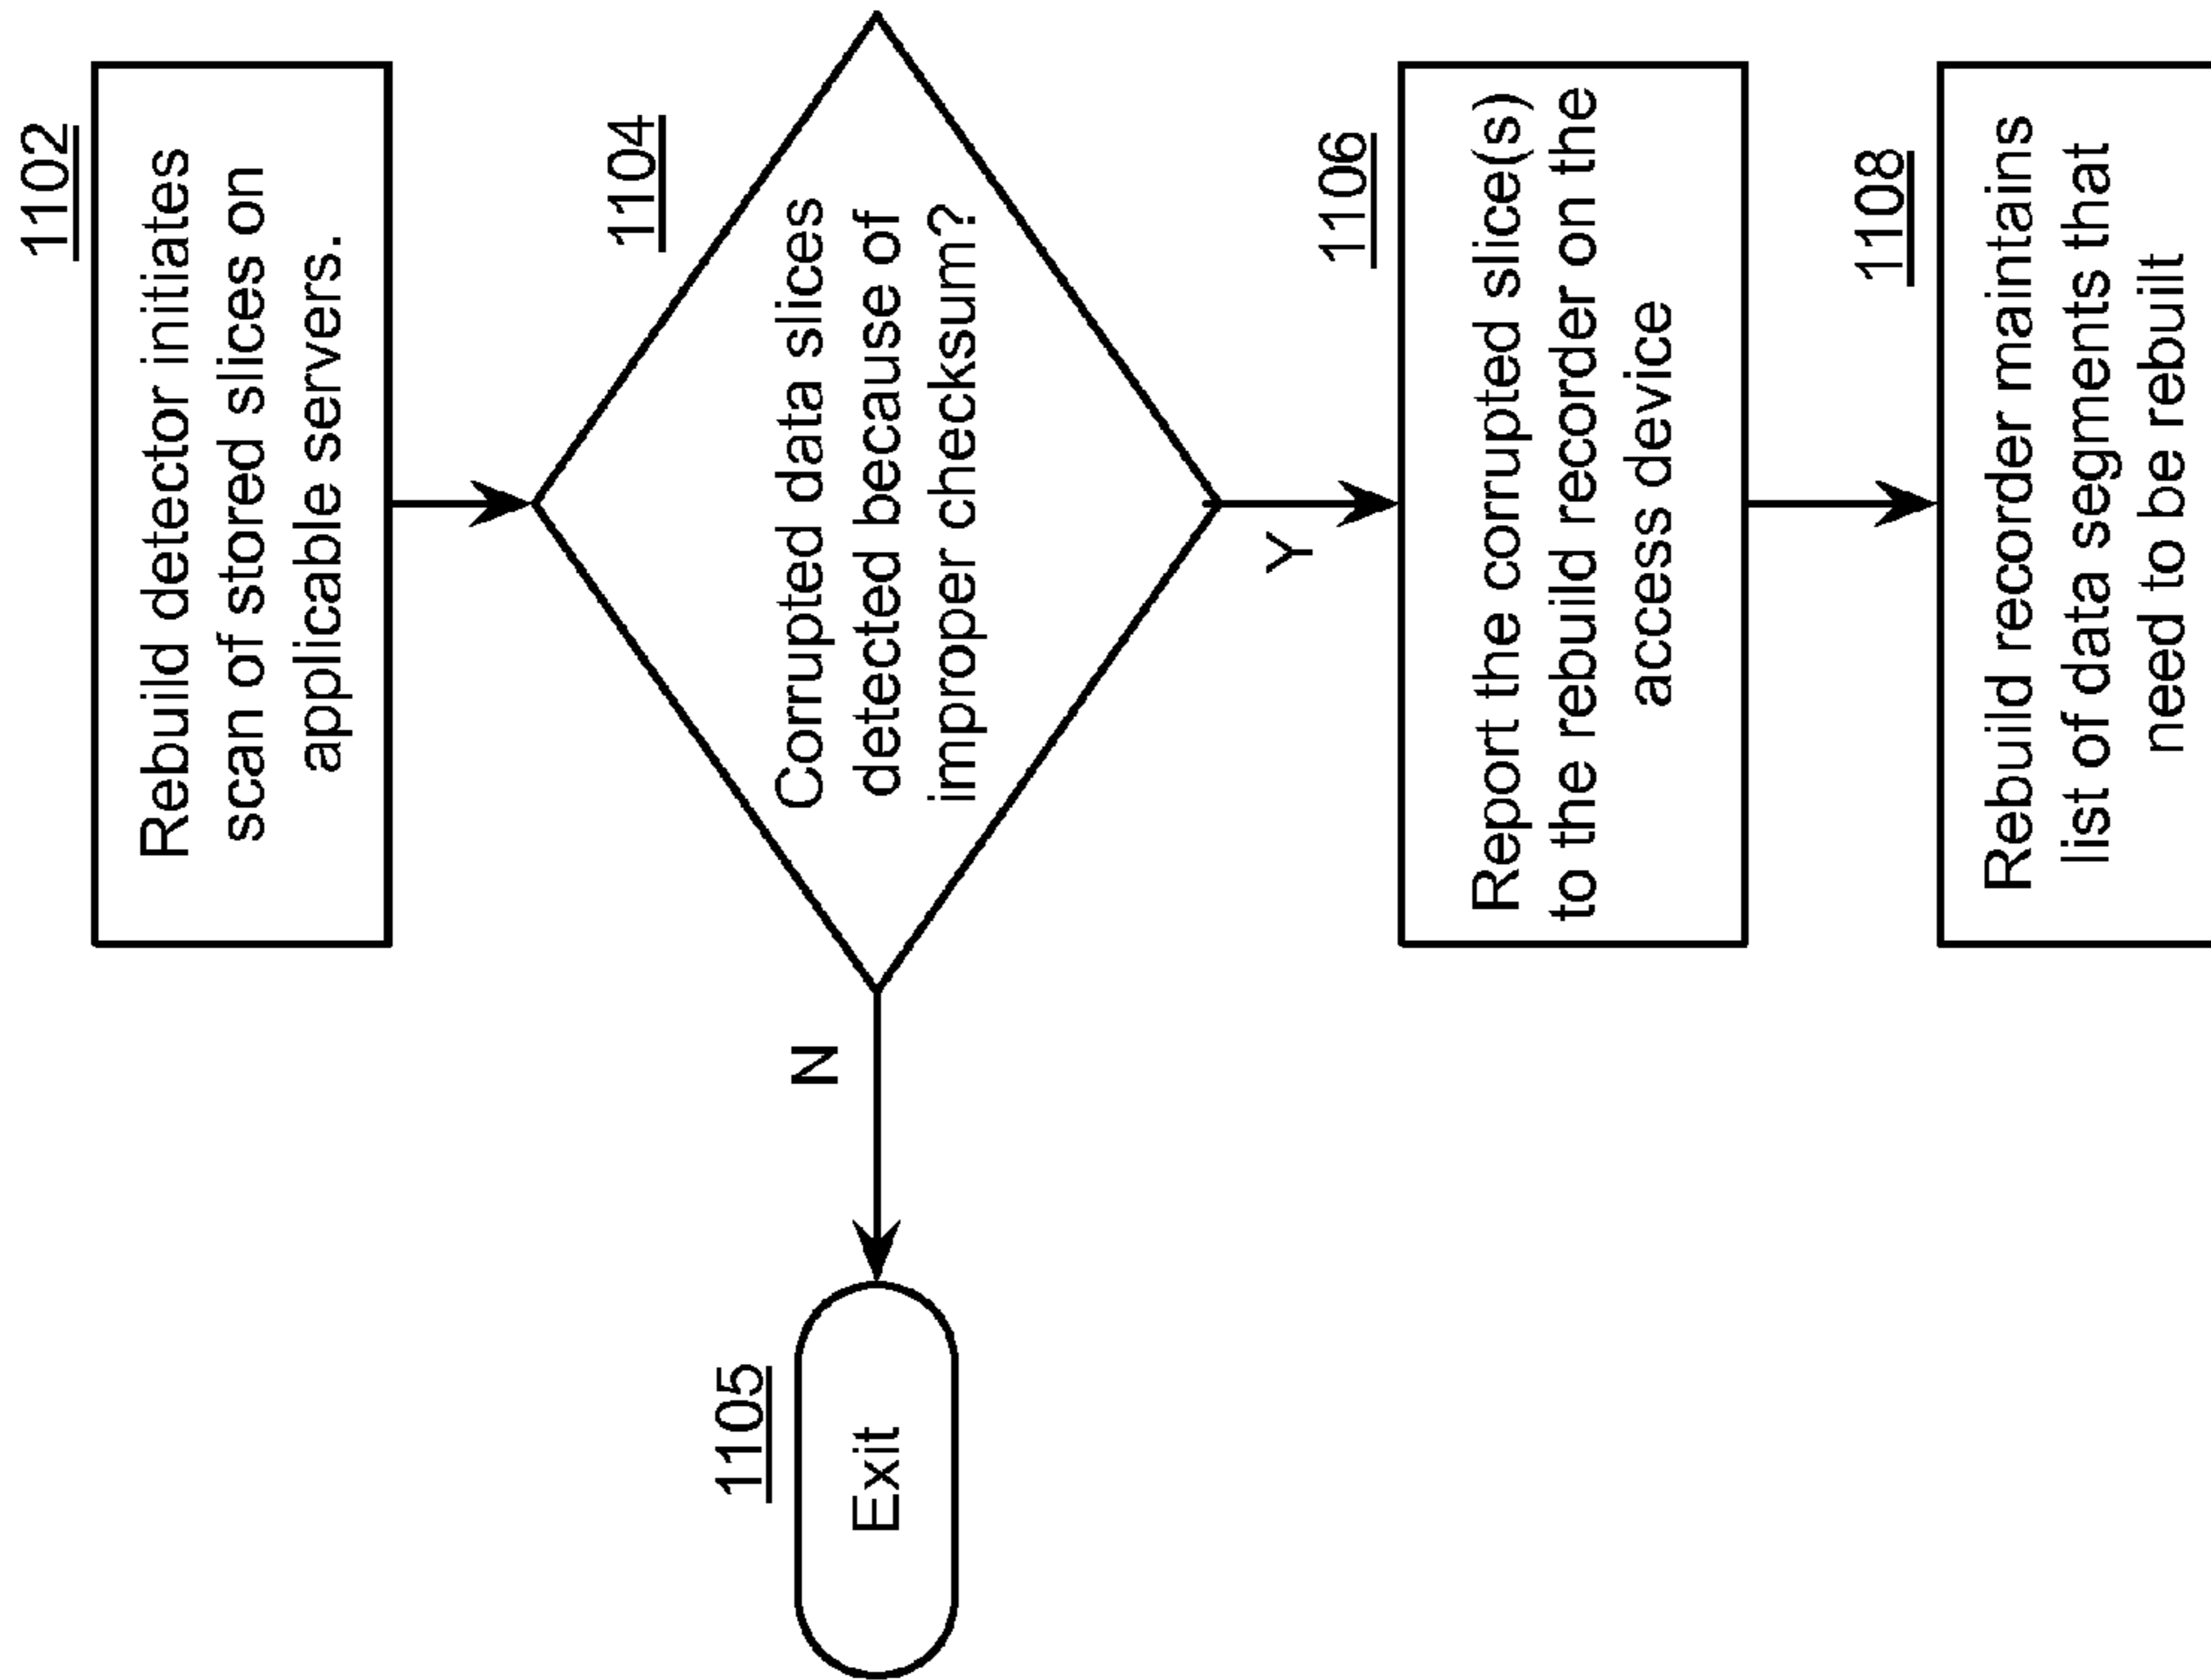 1102
Rebuild detector initiates
scan of stored slices on
applicable servers.
1104
Corrupted data slices
detected because of
improper checksum?
N
1105
Exit
Y
1106
Report the corrupted slice(s)
to the rebuild recorder on the
access device
1108
Rebuild recorder maintains
list of data segments that
need to be rebuilt